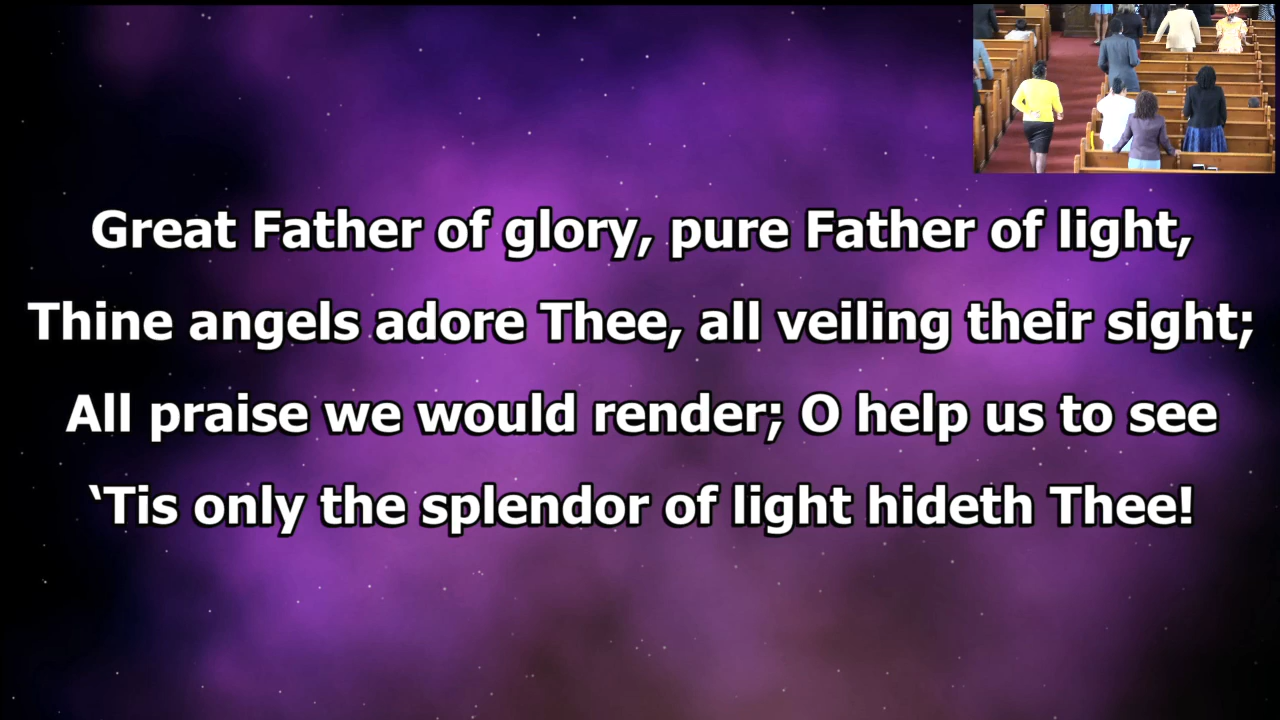 Great Father of glory, pure Father of light,
Thine angels adore Thee, all veiling their sight;
All praise we would render; O help us to see
‘Tis only the splendor of light hideth Thee!